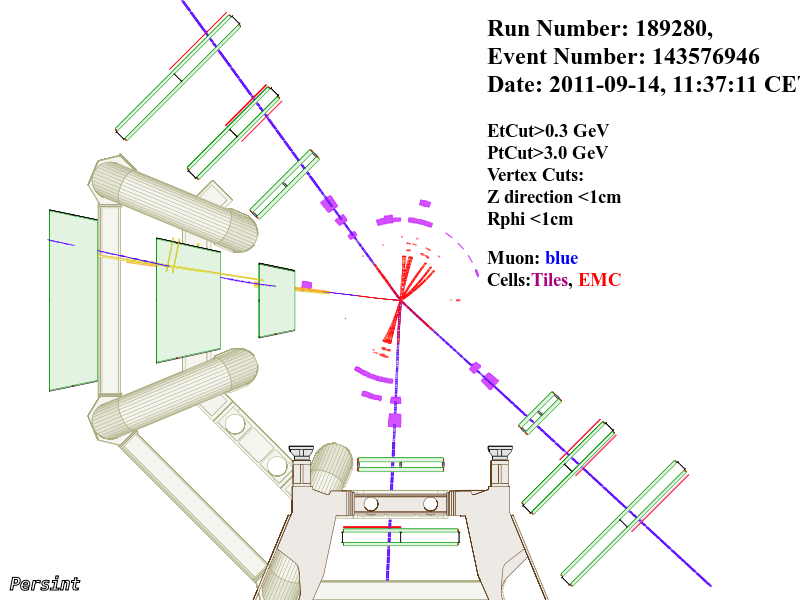 Run Number: 189280,
Event Number: 143576946
Date: 2011-09-14, 11:37:11 CET
EtCut>0.3 GeV
PtCut>3.0 GeV
Vertex Cuts:
Z direction <1cm
Rphi <1cm
Muon: blue
Cells:Tiles, EMC
Persint